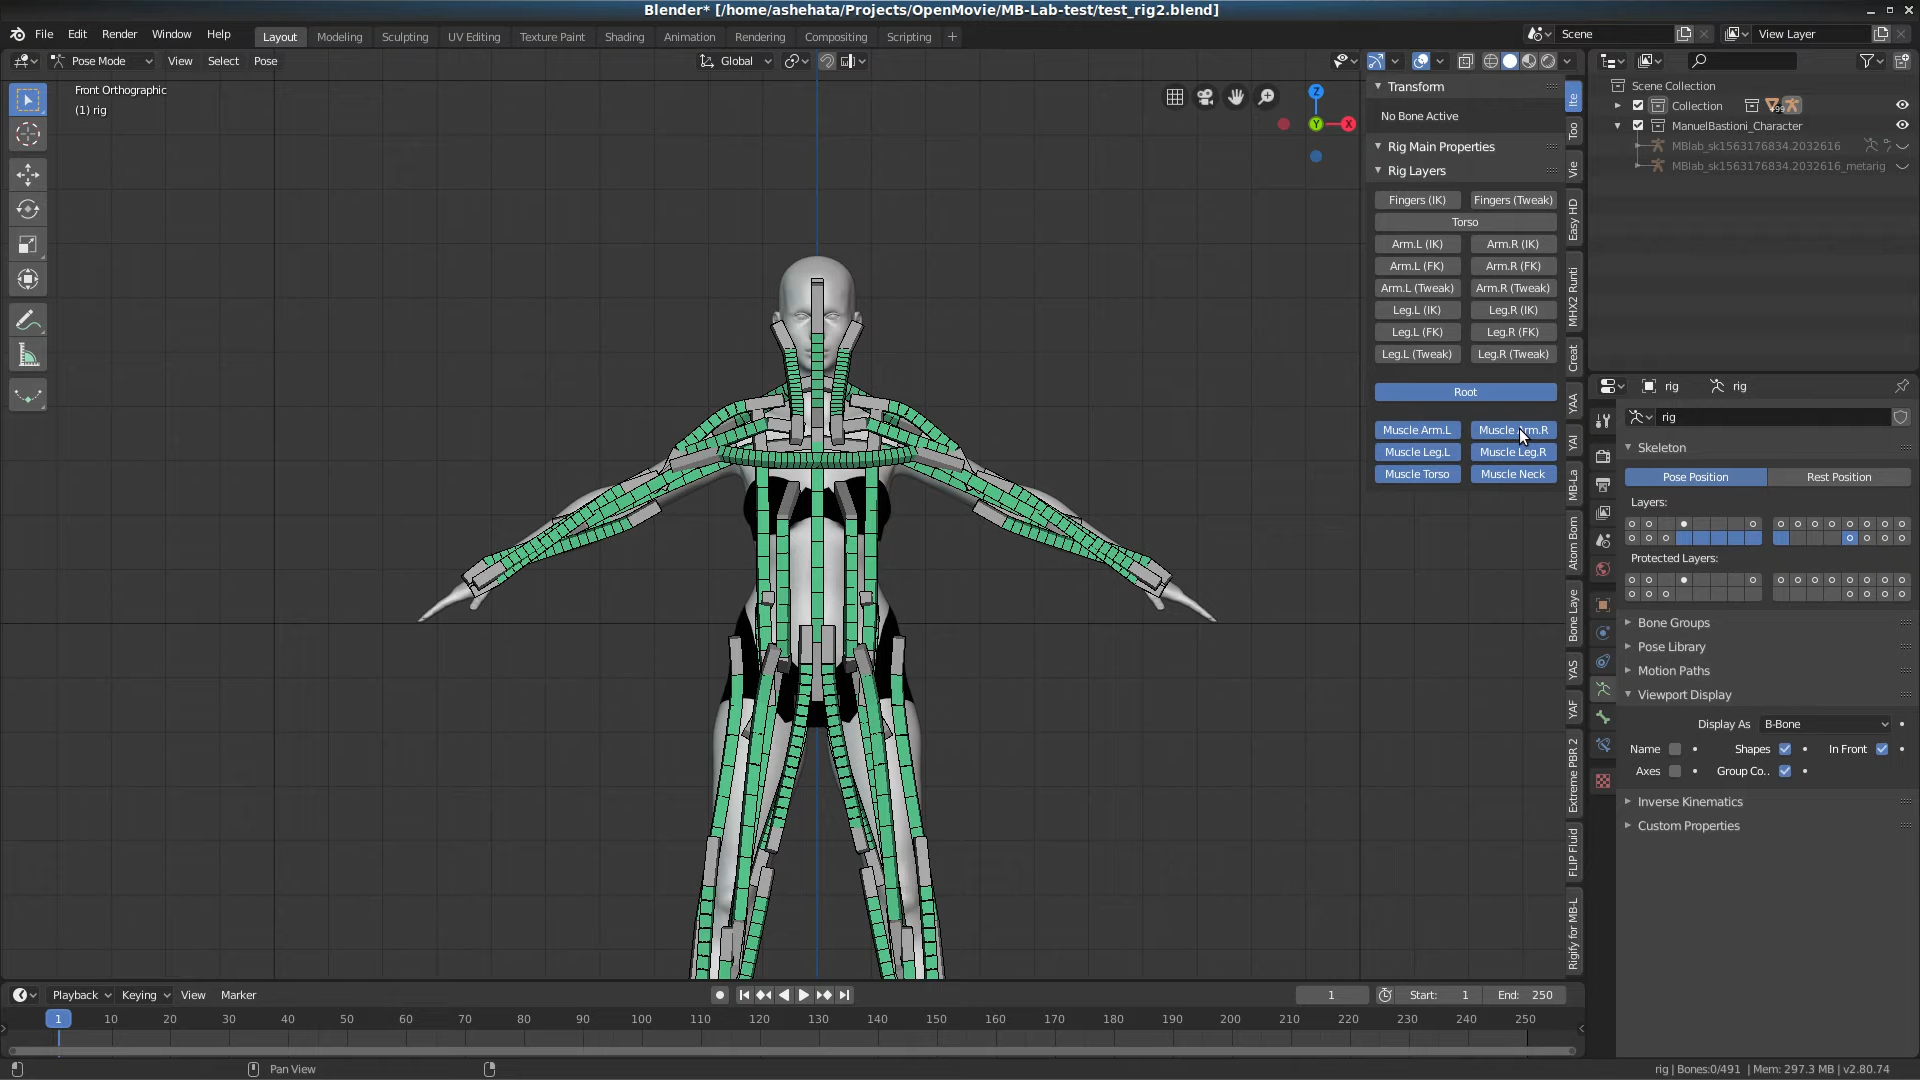 Blender* [/home/ashehata/Projects/OpenMovie/MB-Lab-test/test_rig2.blend]
File Edit Render Window Help Layout Modeling Sculpting UV Editing Texture Paint Shading Animation Rendering Compositing Scripting + Scene View Layer
Pose Mode View Select Pose Global
Front Orthographic
(1) rig
Z
Y
X
Transform
No Bone Active
Rig Main Properties
Rig Layers
Fingers (IK) Fingers (Tweak)
Torso
Arm.L (IK) Arm.R (IK)
Arm.L (FK) Arm.R (FK)
Arm.L (Tweak) Arm.R (Tweak)
Leg.L (IK) Leg.R (IK)
Leg.L (FK) Leg.R (FK)
Leg.L (Tweak) Leg.R (Tweak)
Root
Muscle Arm.L Muscle Arm.R
Muscle Leg.L Muscle Leg.R
Muscle Torso Muscle Neck
Ite
Too
Vie
Easy HD
MHX2 Runti
Creat
YAA
YAI
MB-La
Atom Bom
Bone Laye
YAS
YAF
Extreme PBR 2
FLIP Fluid
Rigify for MB-L
Scene Collection
Collection +99
ManuelBastioni_Character
MBlab_sk1563176834.2032616
MBlab_sk1563176834.2032616_metarig
rig rig
rig
Skeleton
Pose Position Rest Position
Layers:
Protected Layers:
Bone Groups
Pose Library
Motion Paths
Viewport Display
Display As B-Bone
Name Shapes In Front
Axes Group Co..
Inverse Kinematics
Custom Properties
Playback Keying View Marker 1 Start: 1 End: 250
1 10 20 30 40 50 60 70 80 90 100 110 120 130 140 150 160 170 180 190 200 210 220 230 240 250
Pan View rig | Bones:0/491 | Mem: 297.3 MB | v2.80.74